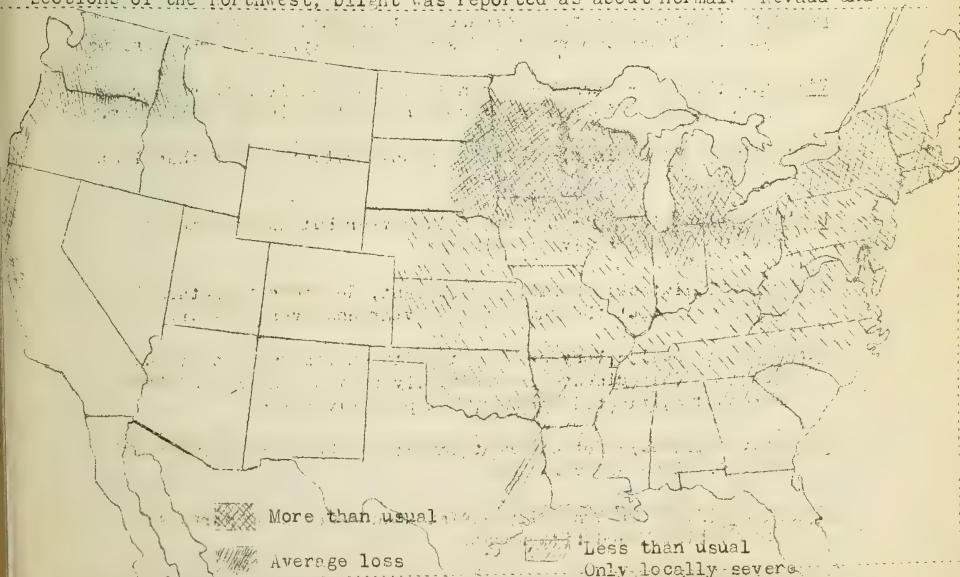 sections of the northwest, blight was reported as about normal. Nevada and
More than usual
Average loss
Less than usual
Only locally severe